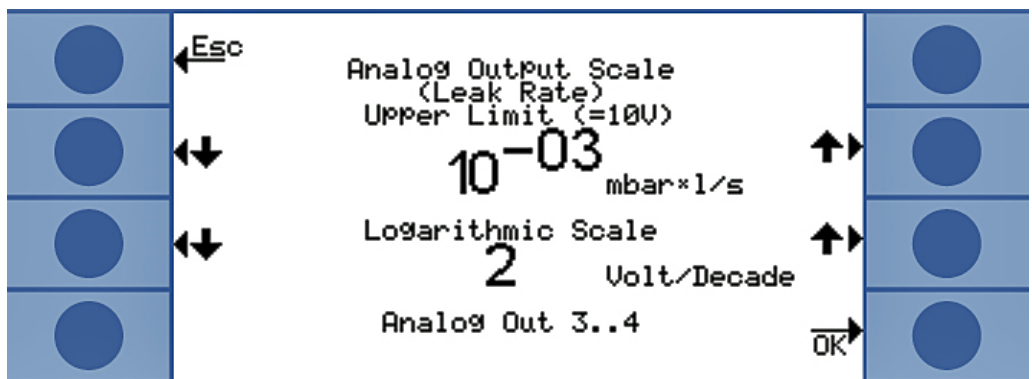 Esc
Analog Output Scale
(Leak Rate)
Upper Limit (=10V)
10⁻⁰³ mbar*l/s
Logarithmic Scale
2 Volt/Decade
Analog Out 3..4
OK